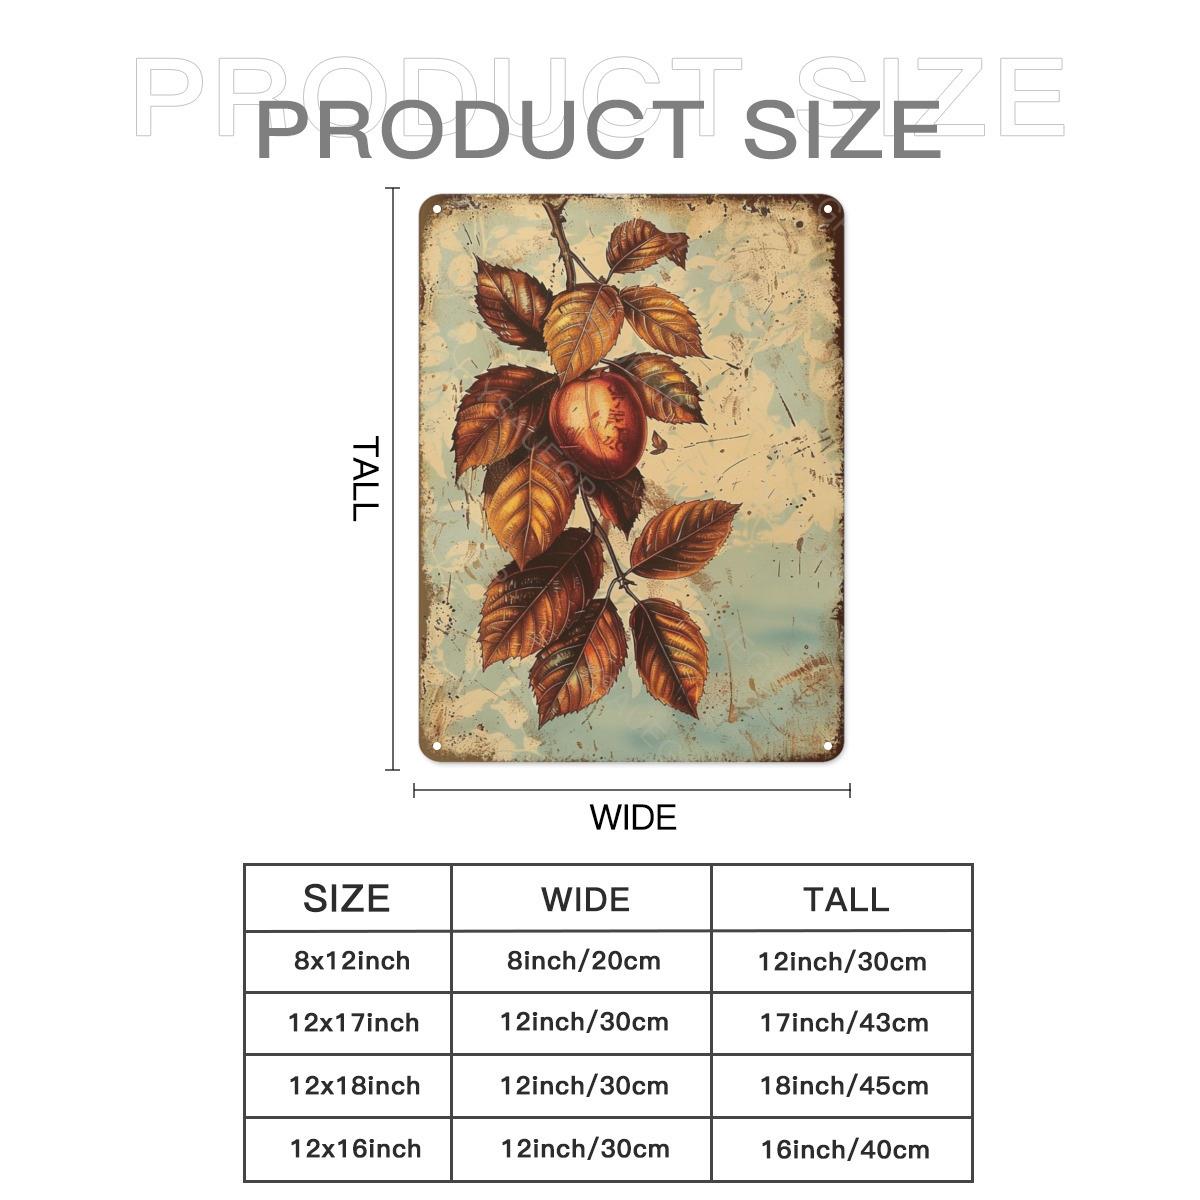 PRODUCT SIZE
PRODUCT SIZE
TALL
WIDE
SIZE WIDE TALL
8x12inch 8inch/20cm 12inch/30cm
12x17inch 12inch/30cm 17inch/43cm
12x18inch 12inch/30cm 18inch/45cm
12x16inch 12inch/30cm 16inch/40cm